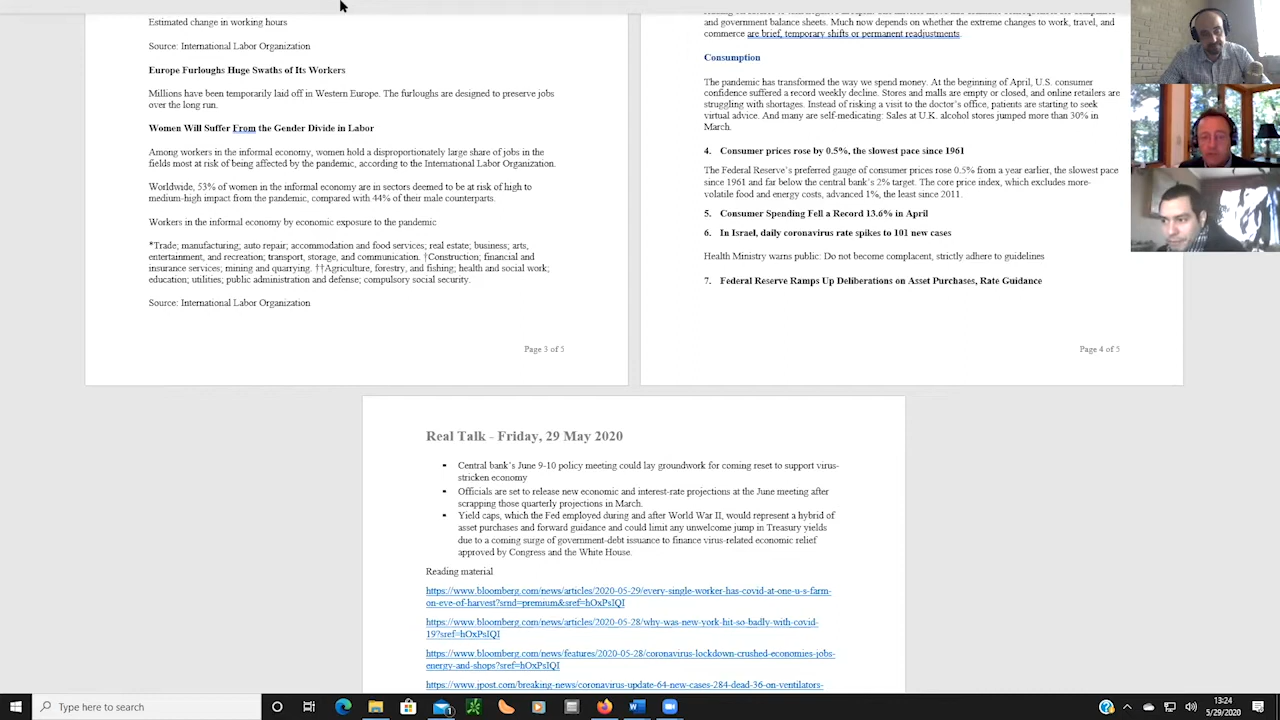 Estimated change in working hours
Source: International Labor Organization
Europe Furloughs Huge Swaths of Its Workers
Millions have been temporarily laid off in Western Europe. The furloughs are designed to preserve jobs
over the long run.
Women Will Suffer From the Gender Divide in Labor
Among workers in the informal economy, women hold a disproportionately large share of jobs in the
fields most at risk of being affected by the pandemic, according to the International Labor Organization.
Worldwide, 53% of women in the informal economy are in sectors deemed to be at risk of high to
medium-high impact from the pandemic, compared with 44% of their male counterparts.
Workers in the informal economy by economic exposure to the pandemic
*Trade; manufacturing; auto repair; accommodation and food services; real estate; business; arts,
entertainment, and recreation; transport, storage, and communication. †Construction; financial and
insurance services; mining and quarrying. ††Agriculture, forestry, and fishing; health and social work;
education; utilities; public administration and defense; compulsory social security.
Source: International Labor Organization
Page 3 of 5
and government balance sheets. Much now depends on whether the extreme changes to work, travel, and
commerce are brief, temporary shifts or permanent readjustments.
Consumption
The pandemic has transformed the way we spend money. At the beginning of April, U.S. consumer
confidence suffered a record weekly decline. Stores and malls are empty or closed, and online retailers are
struggling with shortages. Instead of risking a visit to the doctor's office, patients are starting to seek
virtual advice. And many are self-medicating: Sales at U.K. alcohol stores jumped more than 30% in
March.
4. Consumer prices rose by 0.5%, the slowest pace since 1961
The Federal Reserve's preferred gauge of consumer prices rose 0.5% from a year earlier, the slowest pace
since 1961 and far below the central bank's 2% target. The core price index, which excludes more-
volatile food and energy costs, advanced 1%, the least since 2011.
5. Consumer Spending Fell a Record 13.6% in April
6. In Israel, daily coronavirus rate spikes to 101 new cases
Health Ministry warns public: Do not become complacent, strictly adhere to guidelines
7. Federal Reserve Ramps Up Deliberations on Asset Purchases, Rate Guidance
Page 4 of 5
Real Talk - Friday, 29 May 2020
▪ Central bank's June 9-10 policy meeting could lay groundwork for coming reset to support virus-
stricken economy
▪ Officials are set to release new economic and interest-rate projections at the June meeting after
scrapping those quarterly projections in March.
▪ Yield caps, which the Fed employed during and after World War II, would represent a hybrid of
asset purchases and forward guidance and could limit any unwelcome jump in Treasury yields
due to a coming surge of government-debt issuance to finance virus-related economic relief
approved by Congress and the White House.
Reading material
https://www.bloomberg.com/news/articles/2020-05-29/every-single-worker-has-covid-at-one-u-s-farm-
on-eve-of-harvest?srnd=premium&sref=hOxPsIQI
https://www.bloomberg.com/news/articles/2020-05-28/why-was-new-york-hit-so-badly-with-covid-
19?sref=hOxPsIQI
https://www.bloomberg.com/news/features/2020-05-28/coronavirus-lockdown-crushed-economies-jobs-
energy-and-shops?sref=hOxPsIQI
https://www.jpost.com/breaking-news/coronavirus-update-64-new-cases-284-dead-36-on-ventilators-
Type here to search
13:24
5/29/2020